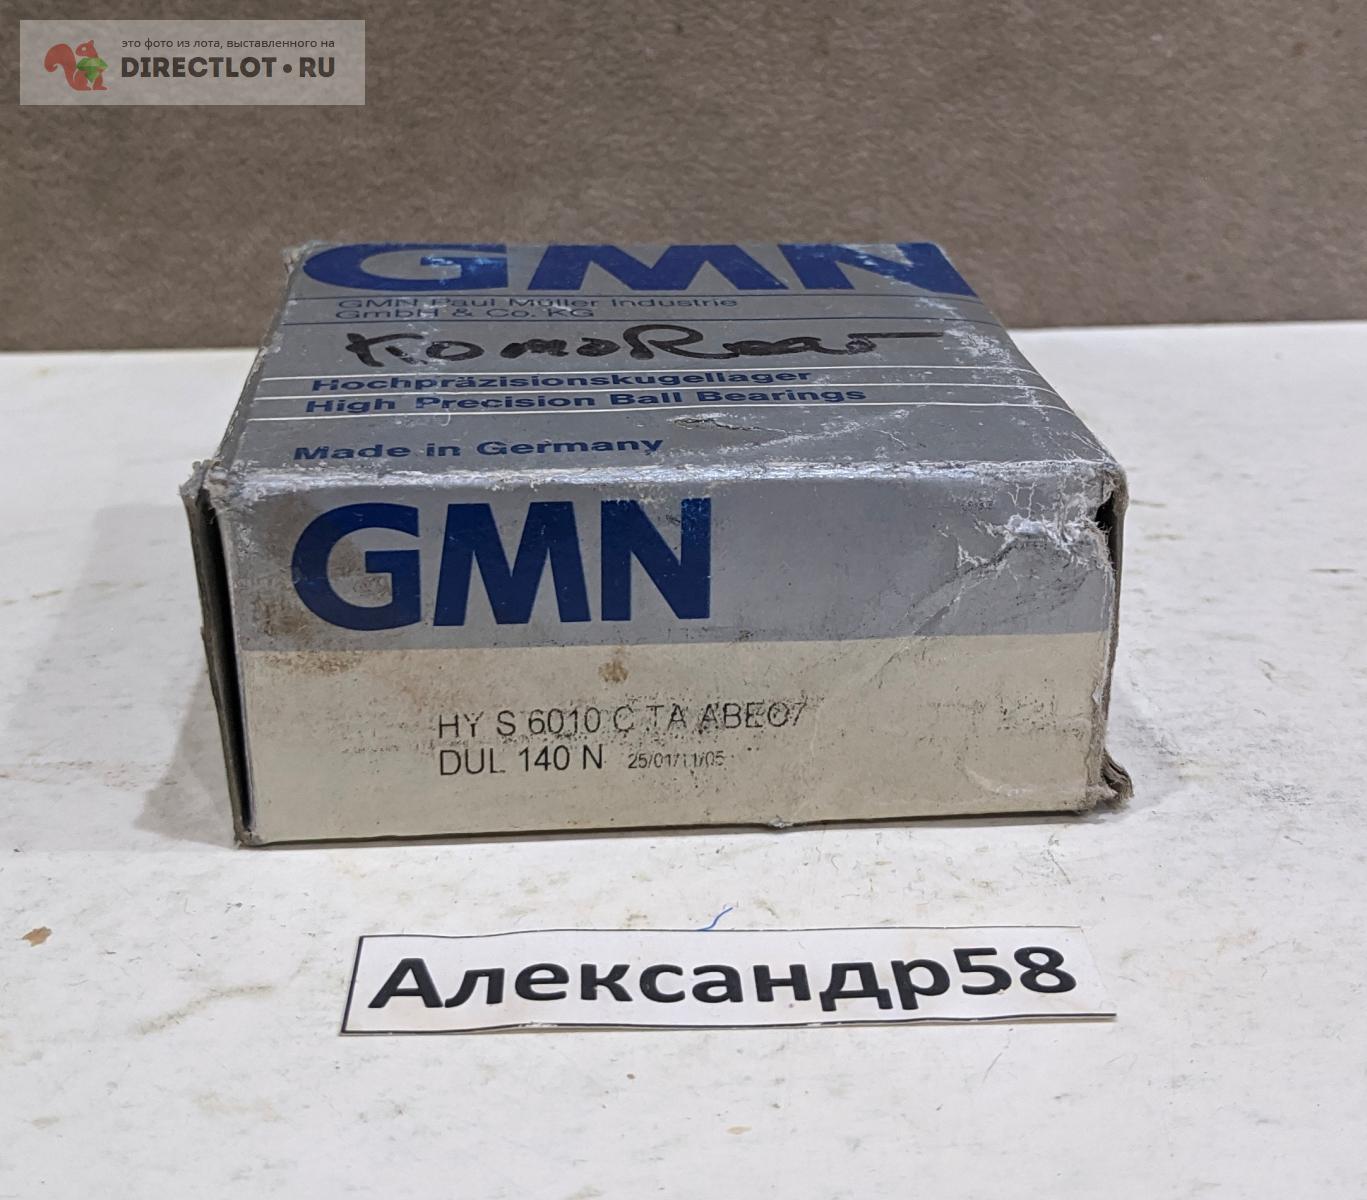 это фото из лота, выставленного на
DIRECTLOT•RU
GMN
GMN Paul Müller Industrie
GmbH & Co. KG
Hochpräzisionskugellager
High Precision Ball Bearings
Made in Germany
GMN
HY S 6010 C TA ABEC7
DUL 140 N 25/01/11/05
Александр58